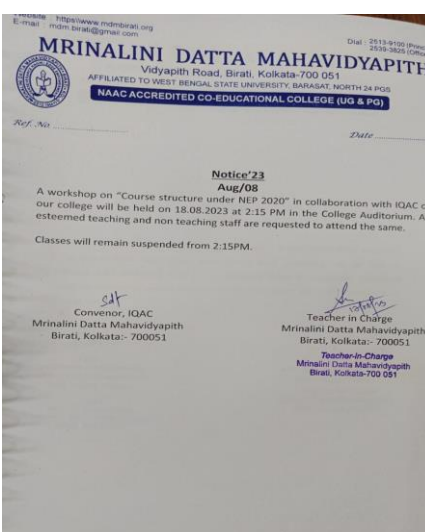 Website https\\www.mdmbirati.org
E-mail mdm.birati@gmail.com
Dial : 2513-9100
MRINALINI DATTA MAHAVIDYAPITH
Vidyapith Road, Birati, Kolkata-700 051
AFFILIATED TO WEST BENGAL STATE UNIVERSITY, BARASAT, NORTH 24 PGS
NAAC ACCREDITED CO-EDUCATIONAL COLLEGE (UG & PG)
Ref. No
Date
Notice'23
Aug/08
A workshop on "Course structure under NEP 2020" in collaboration with IQAC
our college will be held on 18.08.2023 at 2:15 PM in the College Auditorium.
esteemed teaching and non teaching staff are requested to attend the same.
Classes will remain suspended from 2:15PM.
Convenor, IQAC
Mrinalini Datta Mahavidyapith
Birati, Kolkata:- 700051
Teacher in Charge
Mrinalini Datta Mahavidyapith
Birati, Kolkata:- 700051
Teacher-in-Charge
Mrinalini Datta Mahavidyapith
Birati, Kolkata-700 051